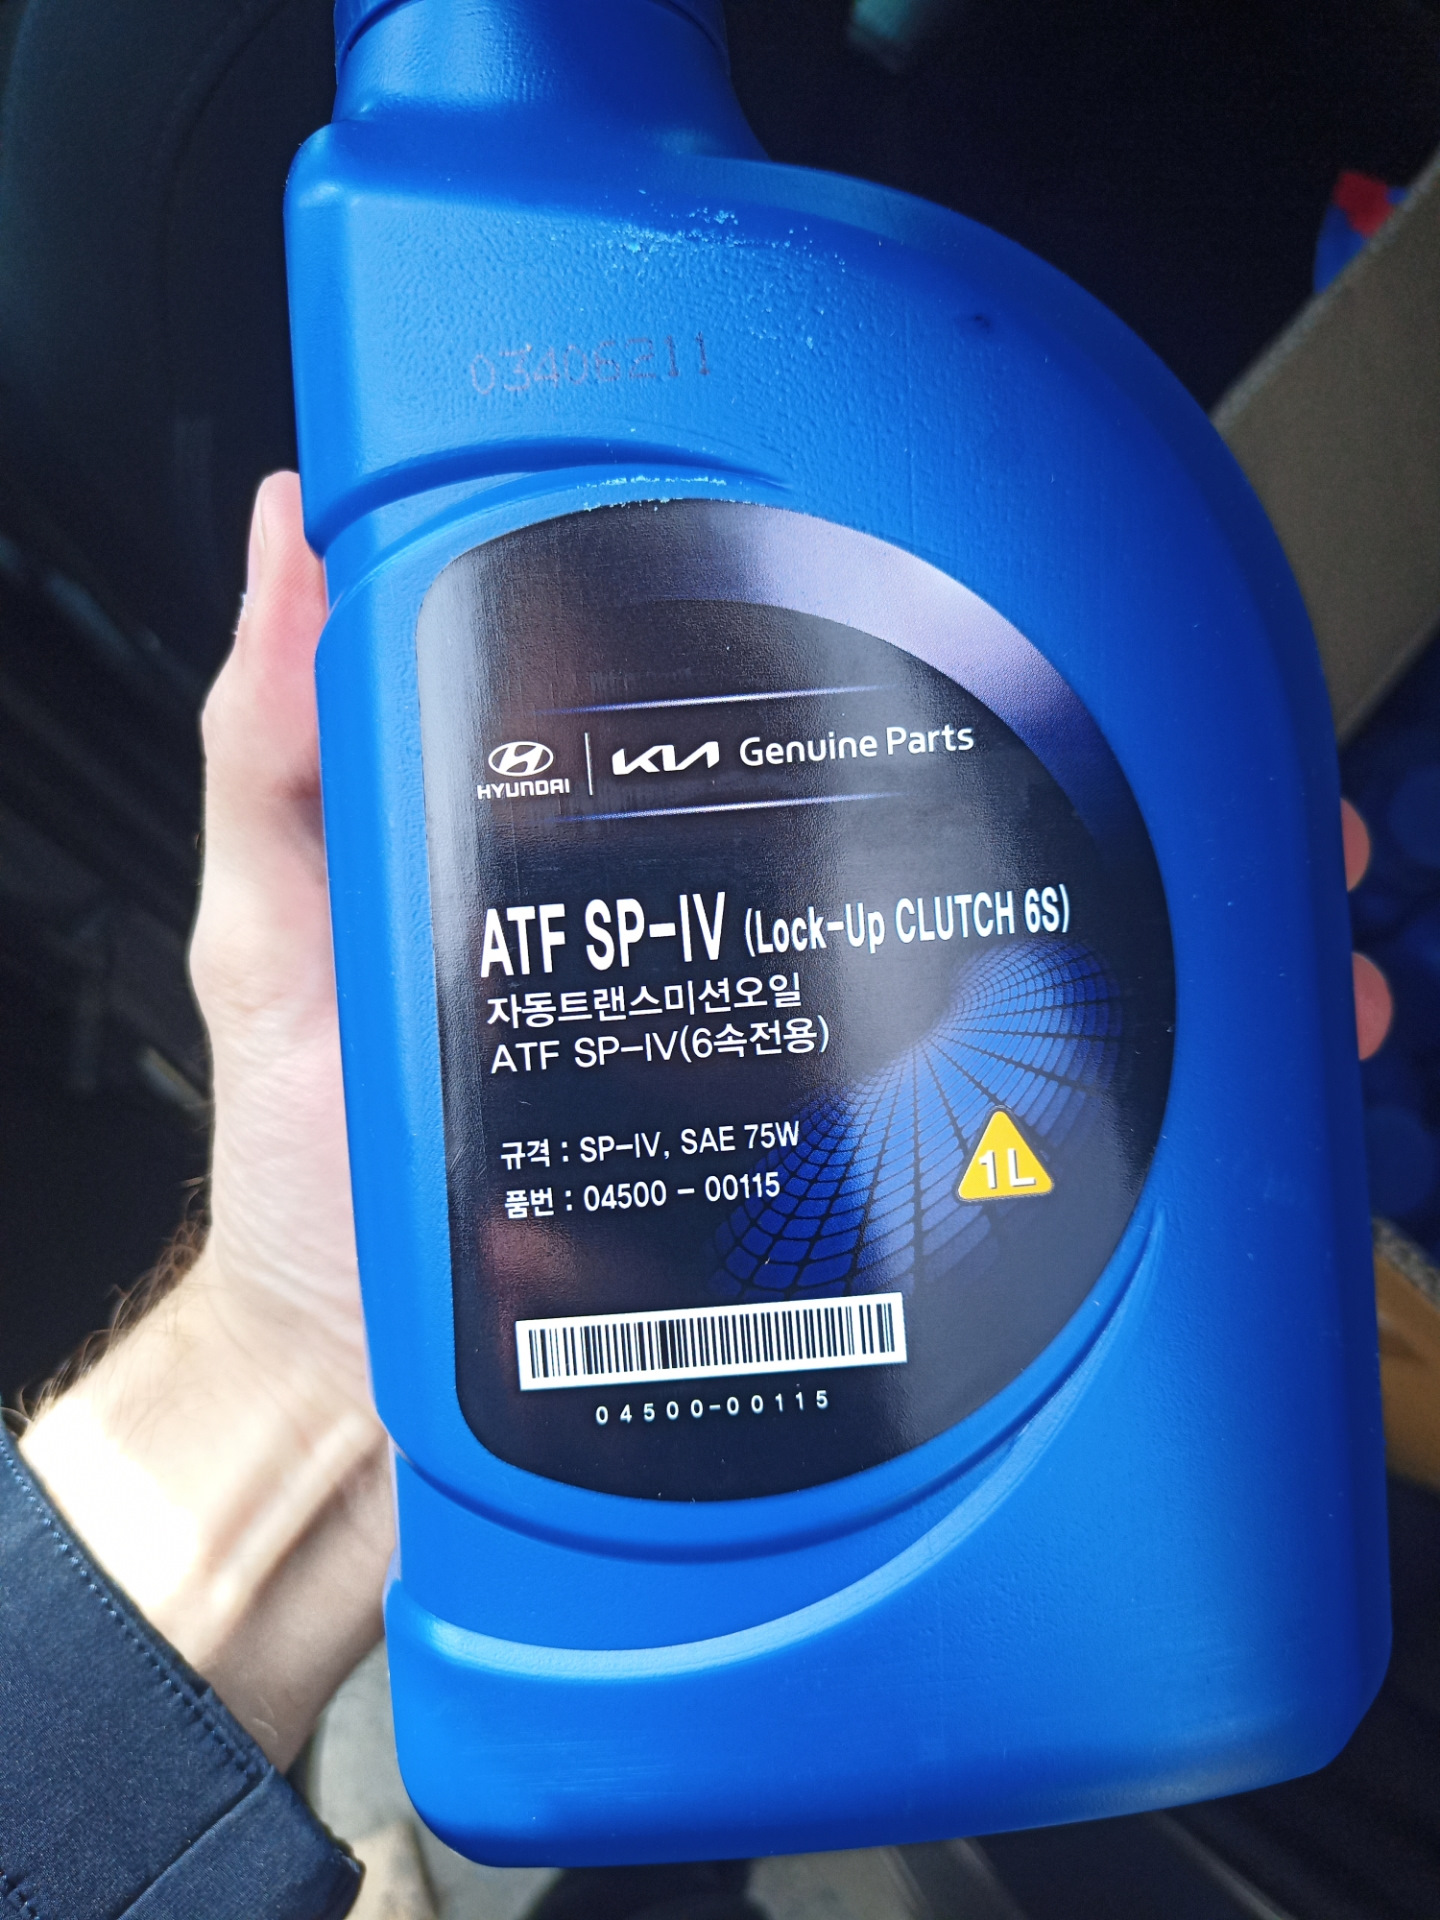 03406211
HYUNDAI KIA Genuine Parts
ATF SP-IV (Lock-Up CLUTCH 6S)
자동트랜스미션오일
ATF SP-IV(6속전용)
규격 : SP-IV, SAE 75W
품번 : 04500 - 00115
1L
04500-00115